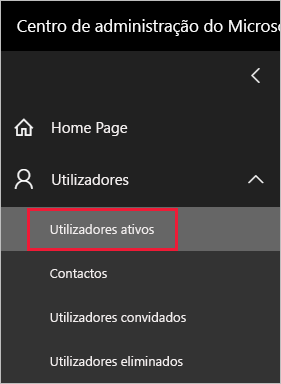 Centro de administração do Microso
Home Page
Utilizadores
Utilizadores ativos
Contactos
Utilizadores convidados
Utilizadores eliminados